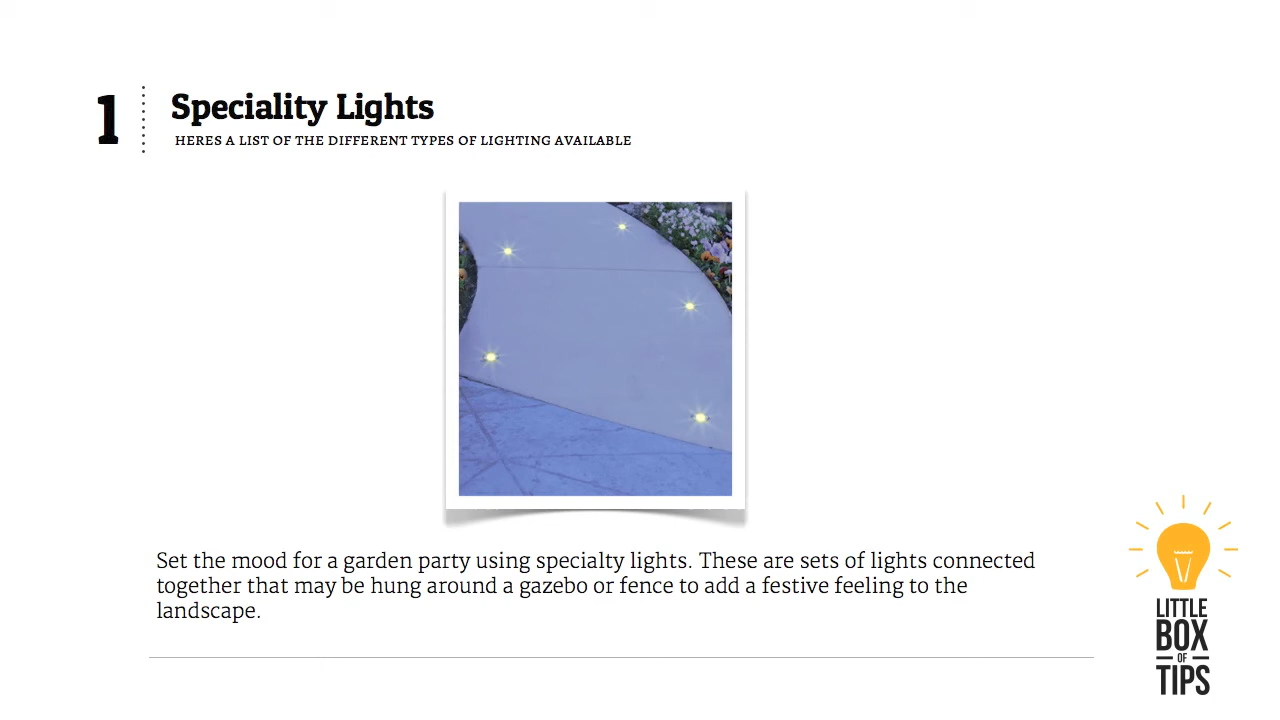 1
Speciality Lights
HERES A LIST OF THE DIFFERENT TYPES OF LIGHTING AVAILABLE
Set the mood for a garden party using specialty lights. These are sets of lights connected
together that may be hung around a gazebo or fence to add a festive feeling to the
landscape.
LITTLE
BOX
OF
TIPS